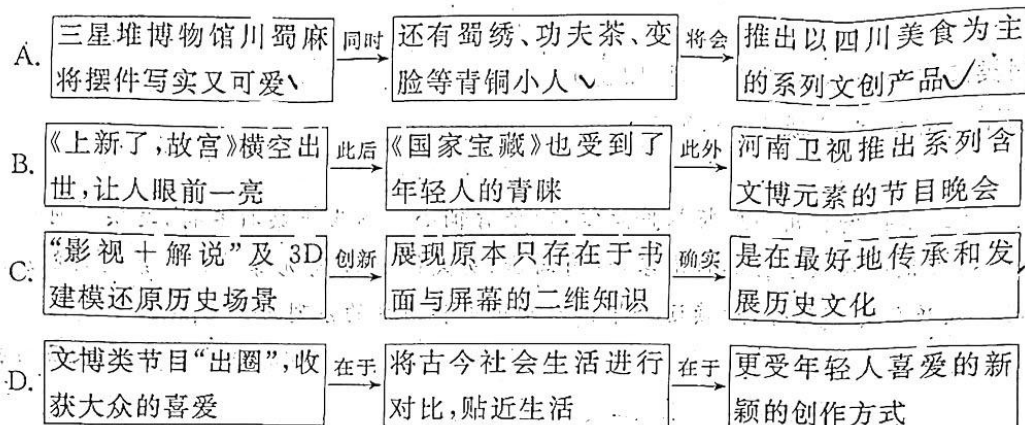 A. 三星堆博物馆川蜀麻 同时 还有蜀绣、功夫茶、变 将会 推出以四川美食为主
将摆件写实又可爱 脸等青铜小人 的系列文创产品
B. 《上新了,故宫》横空出 此后 《国家宝藏》也受到了 此外 河南卫视推出系列含
世,让人眼前一亮 年轻人的青睐 文博元素的节目晚会
C. “影视+解说”及 3D 创新 展现原本只存在于书 确实 是在最好地传承和发
建模还原历史场景 面与屏幕的二维知识 展历史文化
D. 文博类节目“出圈”,收 在于 将古今社会生活进行 在于 更受年轻人喜爱的新
获大众的喜爱 对比,贴近生活 颖的创作方式